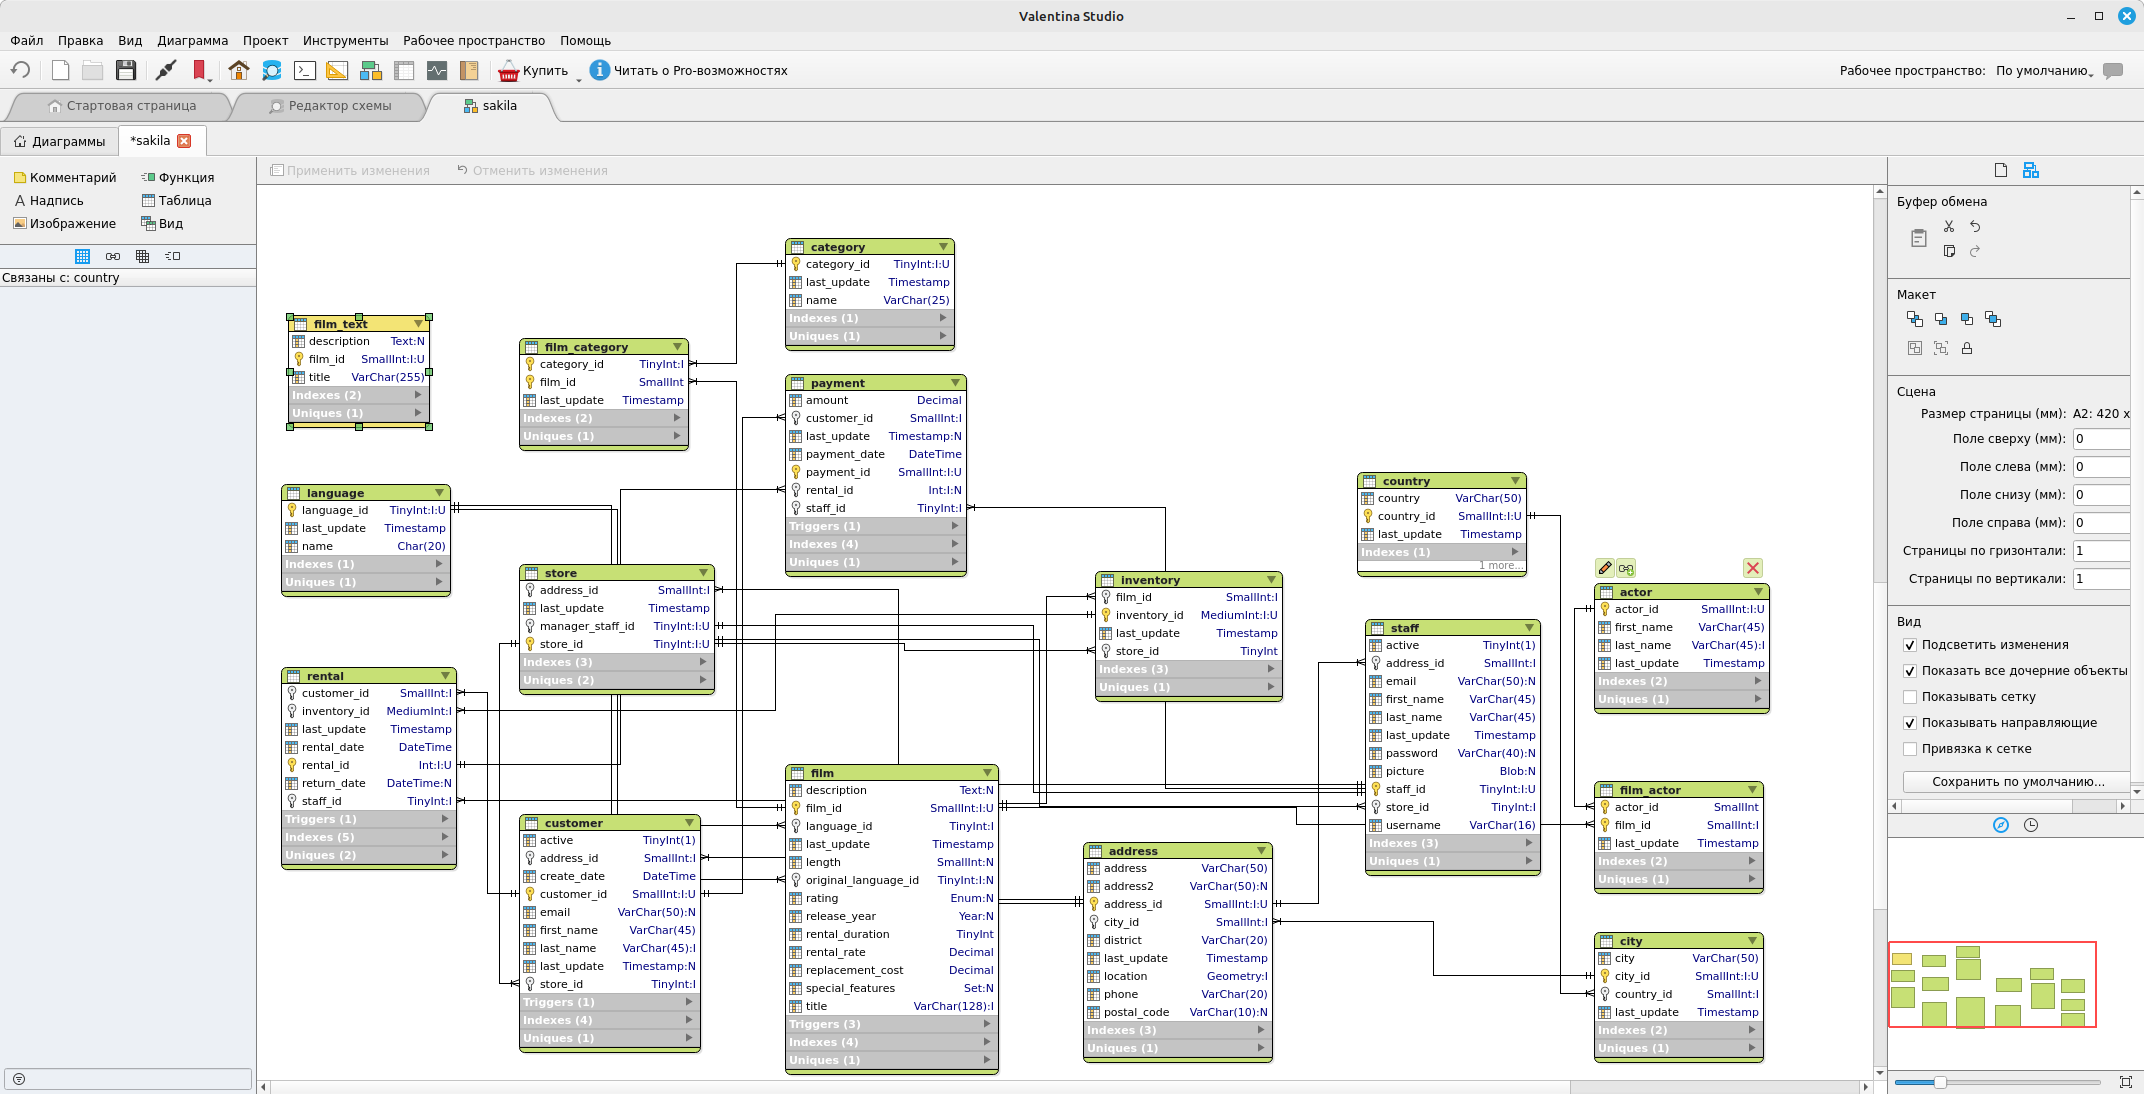 Valentina Studio
Файл Правка Вид Диаграмма Проект Инструменты Рабочее пространство Помощь
Купить Читать о Pro-возможностях Рабочее пространство: По умолчанию
Стартовая страница Редактор схемы sakila
Диаграммы *sakila
Комментарий Функция
Надпись Таблица
Изображение Вид
Связаны с: country
Применить изменения Отменить изменения
category
category_id TinyInt:I:U
last_update Timestamp
name VarChar(25)
Indexes (1)
Uniques (1)
film_text
description Text:N
film_id SmallInt:I:U
title VarChar(255)
Indexes (2)
Uniques (1)
film_category
category_id TinyInt:I
film_id SmallInt
last_update Timestamp
Indexes (2)
Uniques (1)
payment
amount Decimal
customer_id SmallInt:I
last_update Timestamp:N
payment_date DateTime
payment_id SmallInt:I:U
rental_id Int:I:N
staff_id TinyInt:I
Triggers (1)
Indexes (4)
Uniques (1)
language
language_id TinyInt:I:U
last_update Timestamp
name Char(20)
Indexes (1)
Uniques (1)
store
address_id SmallInt:I
last_update Timestamp
manager_staff_id TinyInt:I:U
store_id TinyInt:I:U
Indexes (3)
Uniques (2)
inventory
film_id SmallInt:I
inventory_id MediumInt:I:U
last_update Timestamp
store_id TinyInt
Indexes (3)
Uniques (1)
country
country VarChar(50)
country_id SmallInt:I:U
last_update Timestamp
Indexes (1)
1 more...
actor
actor_id SmallInt:I:U
first_name VarChar(45)
last_name VarChar(45):I
last_update Timestamp
Indexes (2)
Uniques (1)
staff
active TinyInt(1)
address_id SmallInt:I
email VarChar(50):N
first_name VarChar(45)
last_name VarChar(45)
last_update Timestamp
password VarChar(40):N
picture Blob:N
staff_id TinyInt:I:U
store_id TinyInt:I
username VarChar(16)
Indexes (3)
Uniques (1)
rental
customer_id SmallInt:I
inventory_id MediumInt:I
last_update Timestamp
rental_date DateTime
rental_id Int:I:U
return_date DateTime:N
staff_id TinyInt:I
Triggers (1)
Indexes (5)
Uniques (2)
customer
active TinyInt(1)
address_id SmallInt:I
create_date DateTime
customer_id SmallInt:I:U
email VarChar(50):N
first_name VarChar(45)
last_name VarChar(45):I
last_update Timestamp:N
store_id TinyInt:I
Triggers (1)
Indexes (4)
Uniques (1)
film
description Text:N
film_id SmallInt:I:U
language_id TinyInt:I
last_update Timestamp
length SmallInt:N
original_language_id TinyInt:I:N
rating Enum:N
release_year Year:N
rental_duration TinyInt
rental_rate Decimal
replacement_cost Decimal
special_features Set:N
title VarChar(128):I
Triggers (3)
Indexes (4)
Uniques (1)
address
address VarChar(50)
address2 VarChar(50):N
address_id SmallInt:I:U
city_id SmallInt:I
district VarChar(20)
last_update Timestamp
location Geometry:I
phone VarChar(20)
postal_code VarChar(10):N
Indexes (3)
Uniques (1)
film_actor
actor_id SmallInt
film_id SmallInt:I
last_update Timestamp
Indexes (2)
Uniques (1)
city
city VarChar(50)
city_id SmallInt:I:U
country_id SmallInt:I
last_update Timestamp
Indexes (2)
Uniques (1)
Буфер обмена
Макет
Сцена
Размер страницы (мм): A2: 420 x
Поле сверху (мм): 0
Поле слева (мм): 0
Поле снизу (мм): 0
Поле справа (мм): 0
Страницы по гризонтали: 1
Страницы по вертикали: 1
Вид
Подсветить изменения
Показать все дочерние объекты
Показывать сетку
Показывать направляющие
Привязка к сетке
Сохранить по умолчанию...